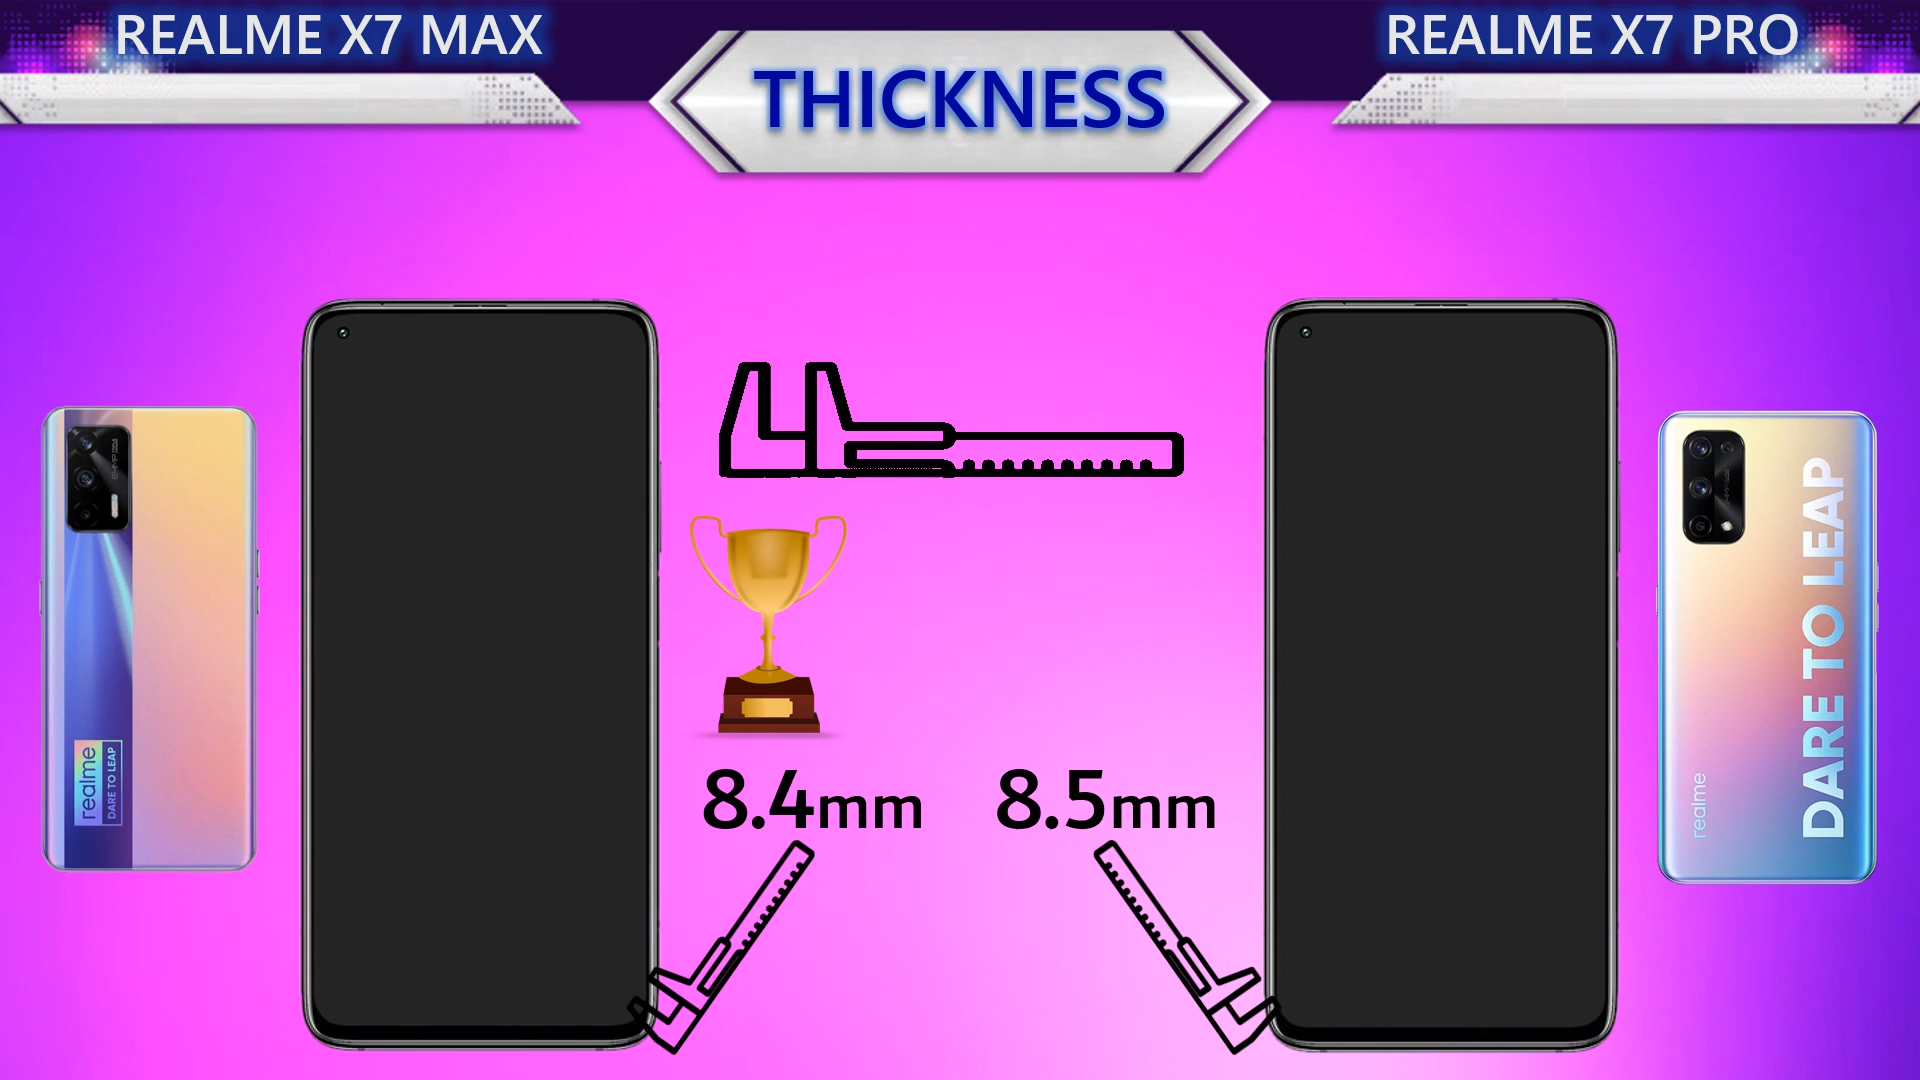 REALME X7 MAX
THICKNESS
REALME X7 PRO
8.4mm
8.5mm
realme
DARE TO LEAP
realme
DARE TO LEAP